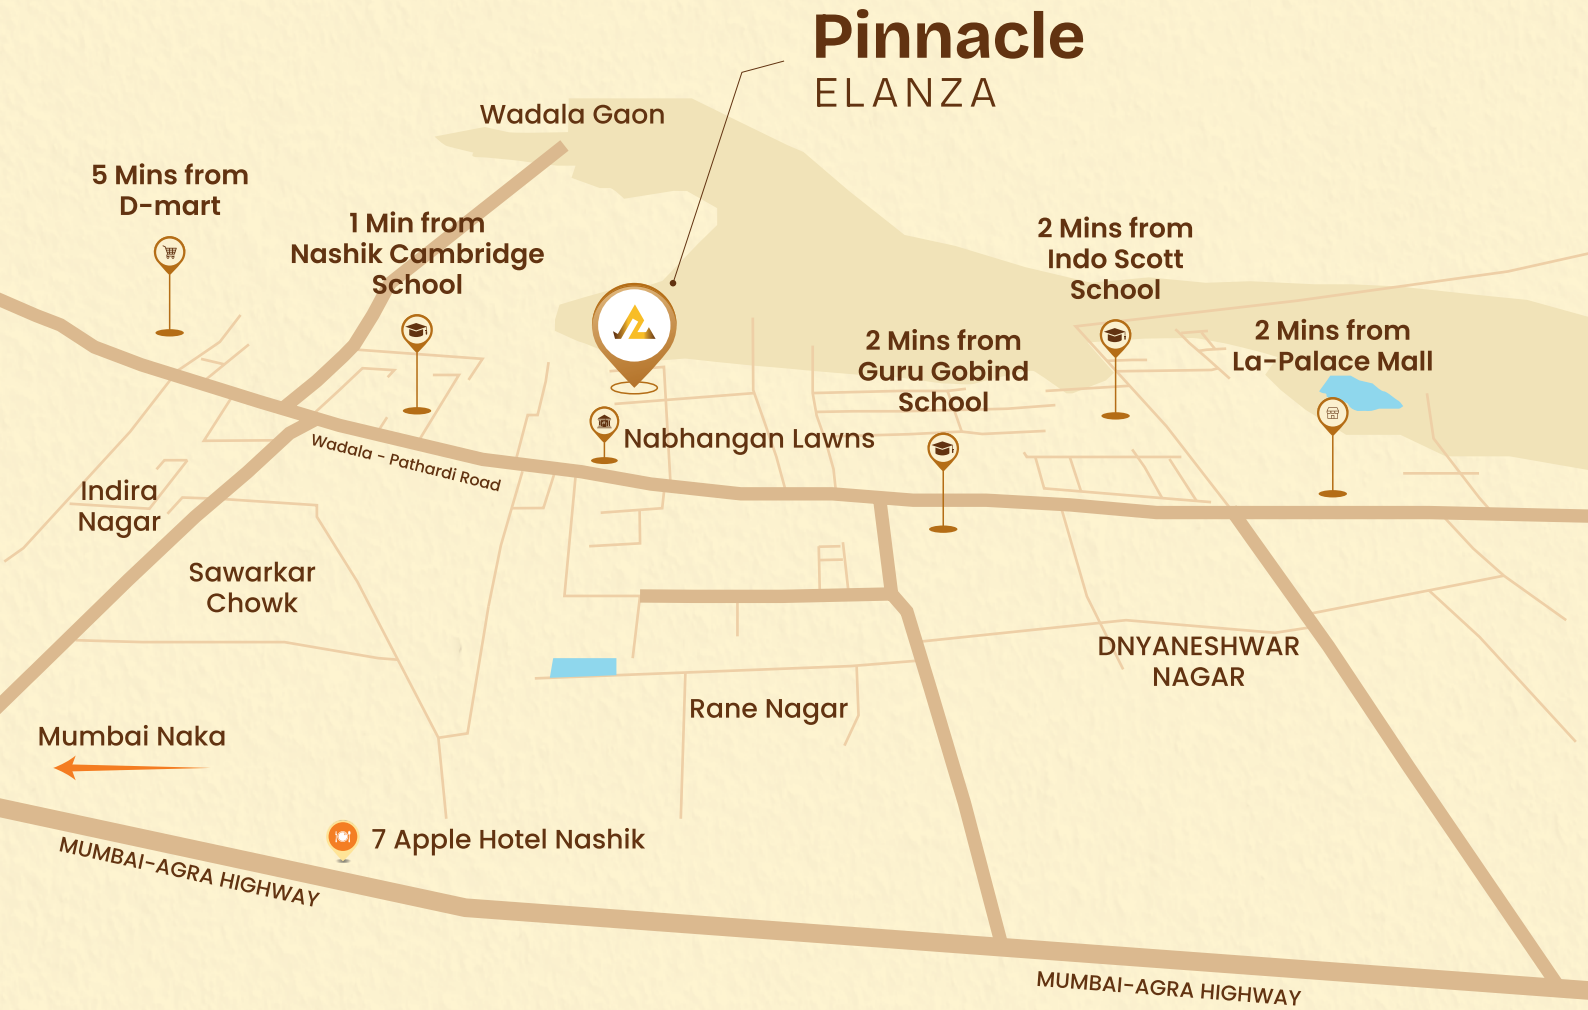 Pinnacle
ELANZA
Wadala Gaon
5 Mins from
D-mart
1 Min from
Nashik Cambridge
School
2 Mins from
Indo Scott
School
2 Mins from
Guru Gobind
School
2 Mins from
La-Palace Mall
Nabhangan Lawns
Wadala - Pathardi Road
Indira
Nagar
Sawarkar
Chowk
DNYANESHWAR
NAGAR
Rane Nagar
Mumbai Naka
7 Apple Hotel Nashik
MUMBAI-AGRA HIGHWAY
MUMBAI-AGRA HIGHWAY